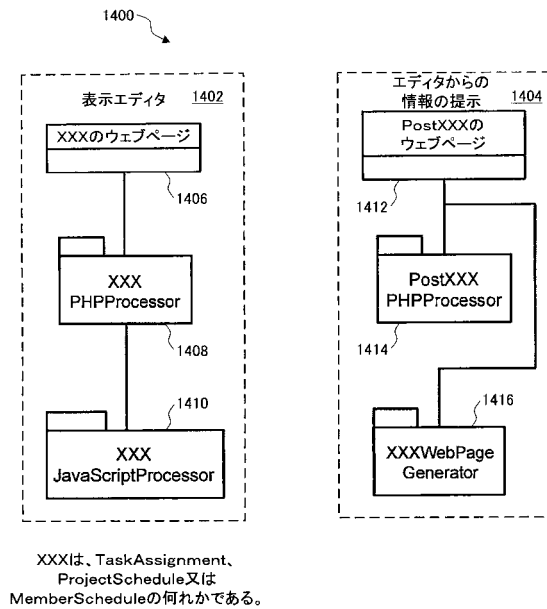 1400
表示エディタ 1402
XXXのウェブページ
1406
XXX
PHPProcessor
1408
1410
XXX
JavaScriptProcessor
エディタからの
情報の提示 1404
PostXXXの
ウェブページ
1412
PostXXX
PHPProcessor
1414
1416
XXXWebPage
Generator
XXXは、TaskAssignment、
ProjectSchedule又は
MemberScheduleの何れかである。